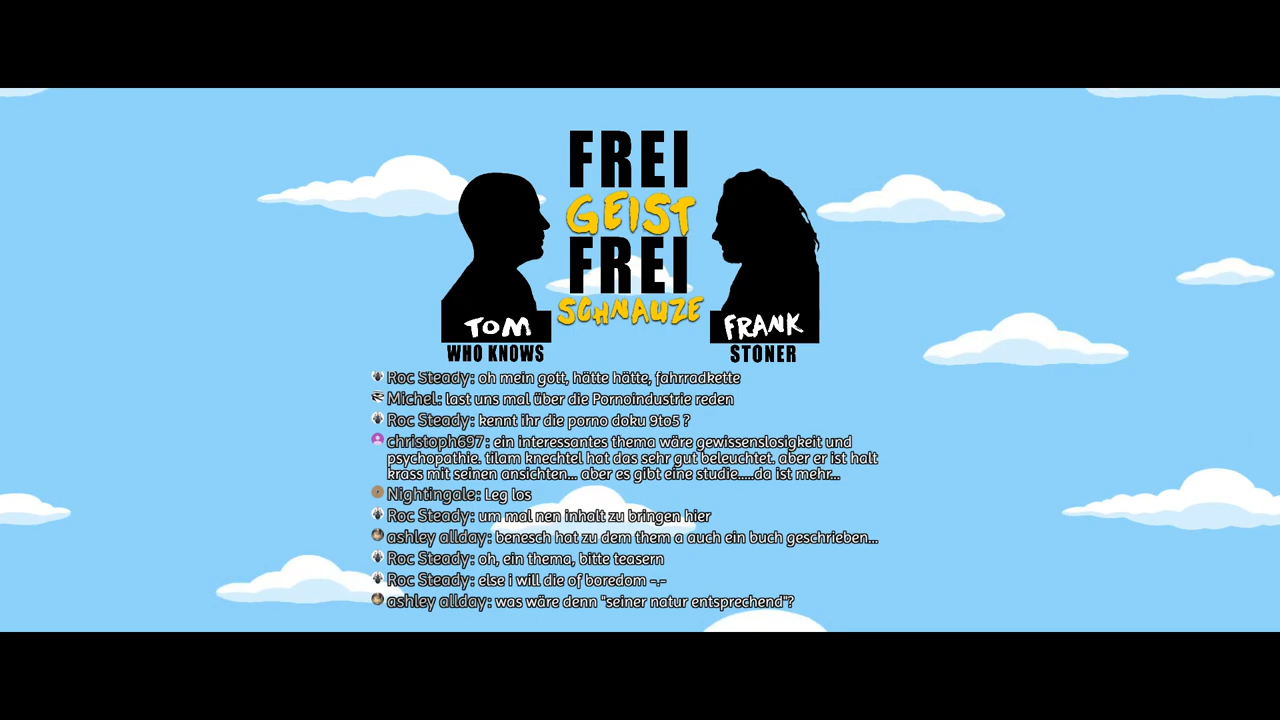 FREI
GEIST
FREI
SCHNAUZE
TOM
WHO KNOWS
FRANK
STONER
Roc Steady: oh mein gott, hätte hätte, fahrradkette
Michel: last uns mal über die Pornoindustrie reden
Roc Steady: kennt ihr die porno doku 9to5 ?
christoph697: ein interessantes thema wäre gewissenslosigkeit und
psychopathie. tilam knechtel hat das sehr gut beleuchtet. aber er ist halt
krass mit seinen ansichten... aber es gibt eine studie.....da ist mehr...
Nightingale: Leg los
Roc Steady: um mal nen inhalt zu bringen hier
ashley allday: benesch hat zu dem them a auch ein buch geschrieben...
Roc Steady: oh, ein thema, bitte teasern
Roc Steady: else i will die of boredom -.-
ashley allday: was wäre denn "seiner natur entsprechend"?